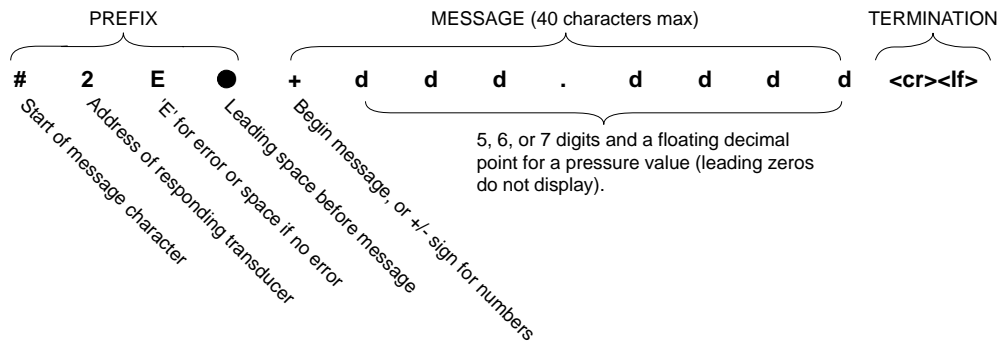 PREFIX MESSAGE (40 characters max) TERMINATION
# 2 E ● + d d d . d d d d <cr><lf>
Start of message character
Address of responding transducer
'E' for error or space if no error
Leading space before message
Begin message, or +/- sign for numbers
5, 6, or 7 digits and a floating decimal
point for a pressure value (leading zeros
do not display).